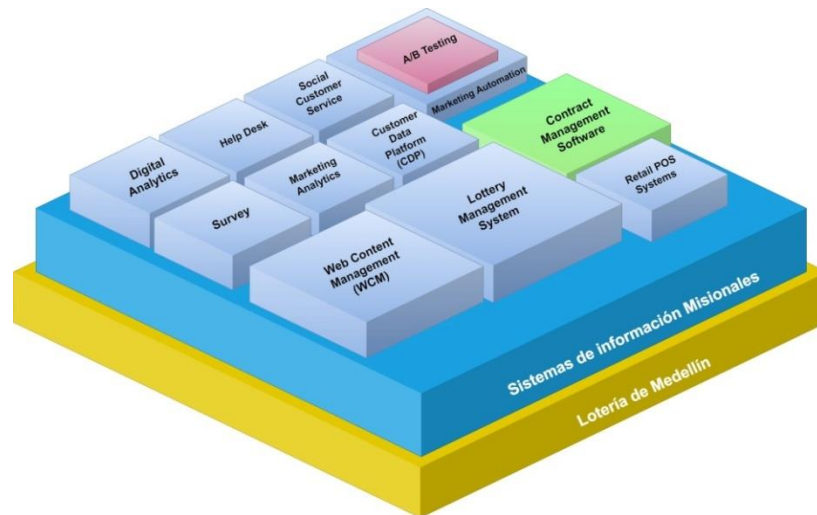 A/B Testing
Marketing Automation
Social
Customer
Service
Contract
Management
Software
Help Desk
Customer
Data
Platform
(CDP)
Digital
Analytics
Marketing
Analytics
Retail POS
Systems
Survey
Lottery
Management
System
Web Content
Management
(WCM)
Sistemas de información Misionales
Lotería de Medellín